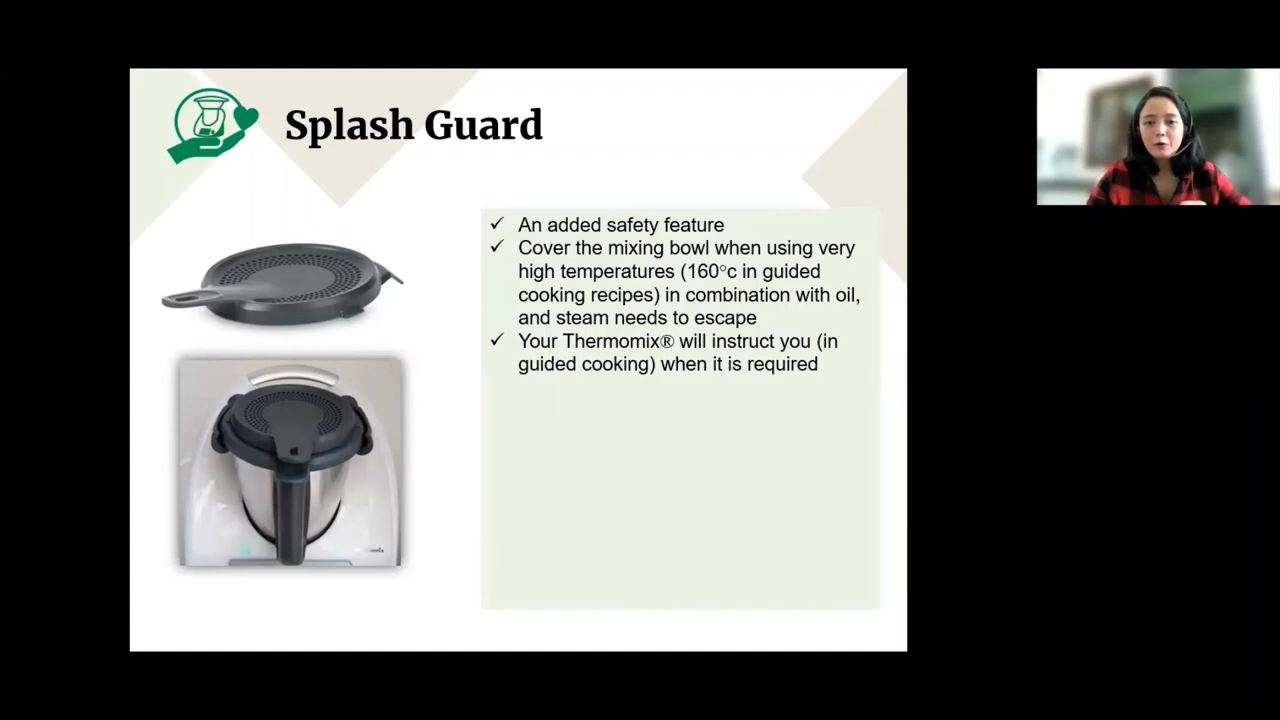 Splash Guard
✓ An added safety feature
✓ Cover the mixing bowl when using very
high temperatures (160°c in guided
cooking recipes) in combination with oil,
and steam needs to escape
✓ Your Thermomix® will instruct you (in
guided cooking) when it is required